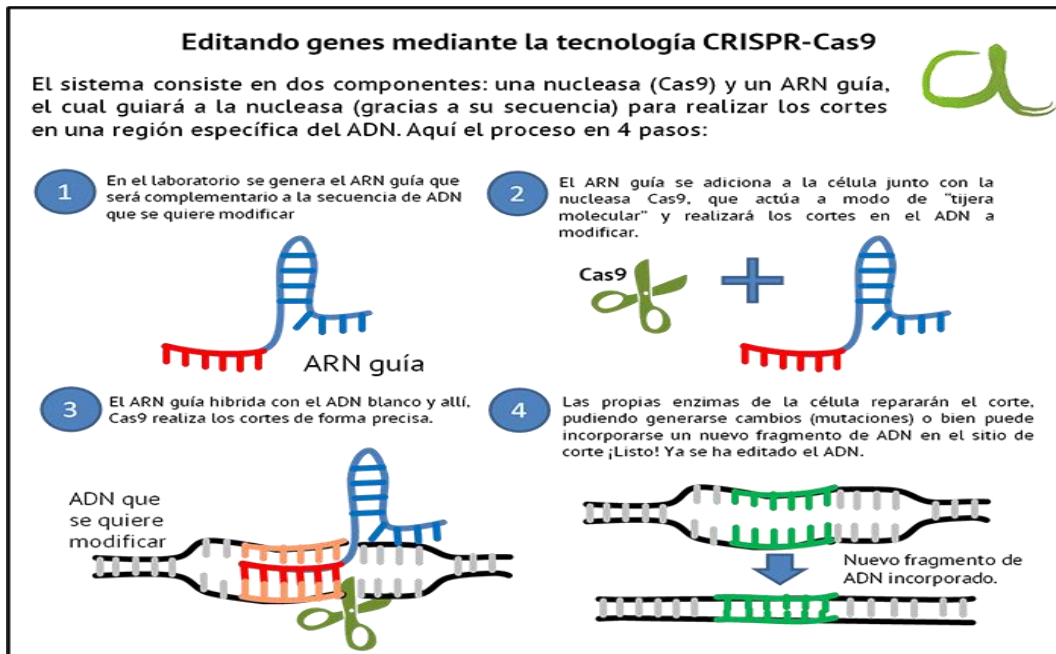 Editando genes mediante la tecnología CRISPR-Cas9
El sistema consiste en dos componentes: una nucleasa (Cas9) y un ARN guía,
el cual guiará a la nucleasa (gracias a su secuencia) para realizar los cortes
en una región específica del ADN. Aquí el proceso en 4 pasos:
1
En el laboratorio se genera el ARN guía que
será complementario a la secuencia de ADN
que se quiere modificar
ARN guía
2
El ARN guía se adiciona a la célula junto con la
nucleasa Cas9, que actúa a modo de "tijera
molecular" y realizará los cortes en el ADN a
modificar.
Cas9
3
El ARN guía hibrida con el ADN blanco y allí,
Cas9 realiza los cortes de forma precisa.
ADN que
se quiere
modificar
4
Las propias enzimas de la célula repararán el corte,
pudiendo generarse cambios (mutaciones) o bien puede
incorporarse un nuevo fragmento de ADN en el sitio de
corte ¡Listo! Ya se ha editado el ADN.
Nuevo fragmento de
ADN incorporado.